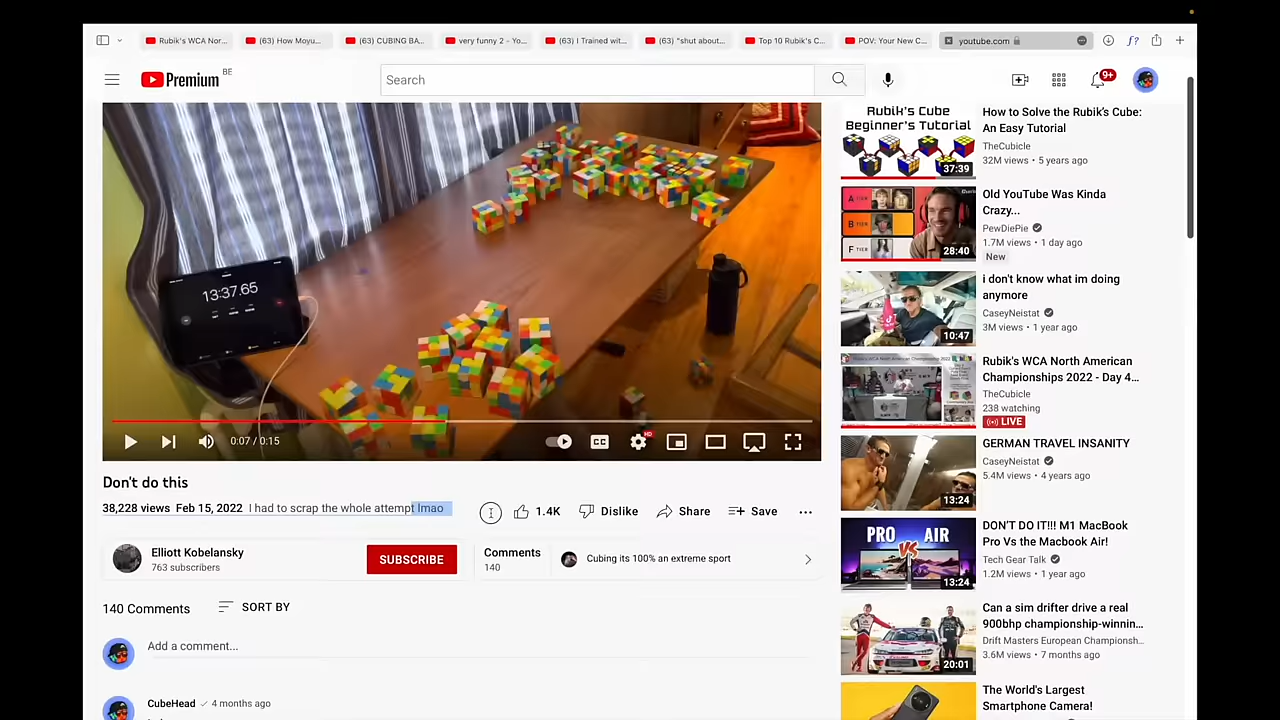 Rubik's WCA Nor...
(63) How Moyu...
(63) CUBING BA...
very funny 2 - Yo...
(63) I Trained wit...
(63) "shut about...
Top 10 Rubik's C...
POV: Your New C...
youtube.com
Premium BE
Search
9+
13:37.65
0:07 / 0:15
CC
HD
Don't do this
38,228 views Feb 15, 2022 I had to scrap the whole attempt lmao
1.4K
Dislike
Share
Save
Elliott Kobelansky
763 subscribers
SUBSCRIBE
Comments
140
Cubing its 100% an extreme sport
140 Comments
SORT BY
Add a comment...
CubeHead 4 months ago
Rubik's Cube
Beginner's Tutorial
37:39
How to Solve the Rubik's Cube:
An Easy Tutorial
TheCubicle
32M views • 5 years ago
A TIER
B TIER
F TIER
28:40
Old YouTube Was Kinda
Crazy...
PewDiePie
1.7M views • 1 day ago
New
10:47
i don't know what im doing
anymore
CaseyNeistat
3M views • 1 year ago
Rubik's WCA North American
Championships 2022 - Day 4...
TheCubicle
238 watching
LIVE
13:24
GERMAN TRAVEL INSANITY
CaseyNeistat
5.4M views • 4 years ago
PRO VS AIR
13:24
DON'T DO IT!!! M1 MacBook
Pro Vs the Macbook Air!
Tech Gear Talk
1.2M views • 1 year ago
20:01
Can a sim drifter drive a real
900bhp championship-winnin...
Drift Masters European Championsh...
3.6M views • 7 months ago
The World's Largest
Smartphone Camera!